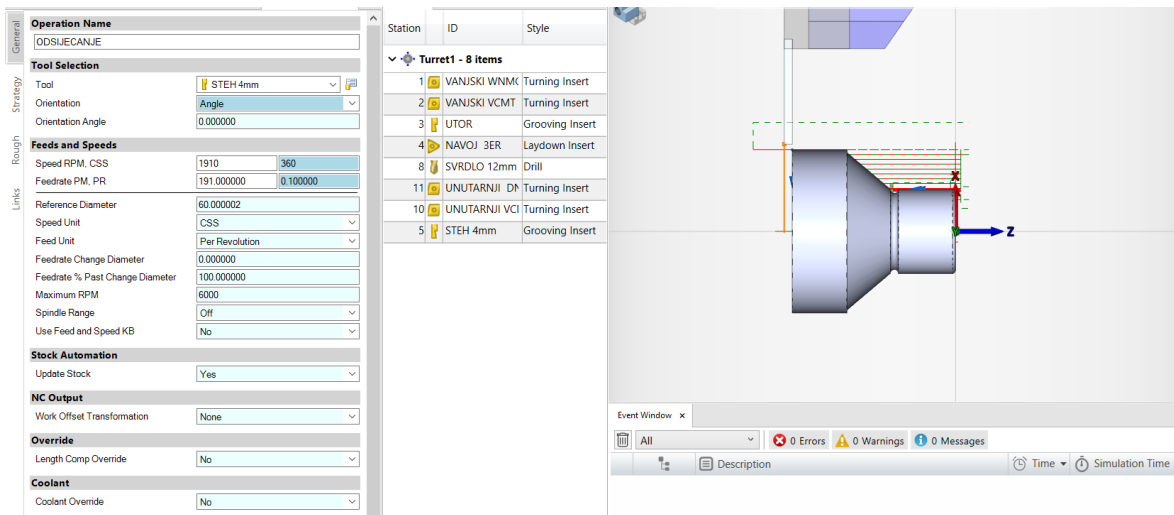 General
Strategy
Rough
Links
Operation Name
ODSIJECANJE
Tool Selection
Tool STEH 4mm
Orientation Angle
Orientation Angle 0.000000
Feeds and Speeds
Speed RPM, CSS 1910 360
Feedrate PM, PR 191.000000 0.100000
Reference Diameter 60.000002
Speed Unit CSS
Feed Unit Per Revolution
Feedrate Change Diameter 0.000000
Feedrate % Past Change Diameter 100.000000
Maximum RPM 6000
Spindle Range Off
Use Feed and Speed KB No
Stock Automation
Update Stock Yes
NC Output
Work Offset Transformation None
Override
Length Comp Override No
Coolant
Coolant Override No
Station ID Style
Turret1 - 8 items
1 VANJSKI WNMG Turning Insert
2 VANJSKI VCMT Turning Insert
3 UTOR Grooving Insert
4 NAVOJ 3ER Laydown Insert
8 SVRDLO 12mm Drill
11 UNUTARNJI DN Turning Insert
10 UNUTARNJI VCI Turning Insert
5 STEH 4mm Grooving Insert
X
Z
Event Window x
All 0 Errors 0 Warnings 0 Messages
Description Time Simulation Time